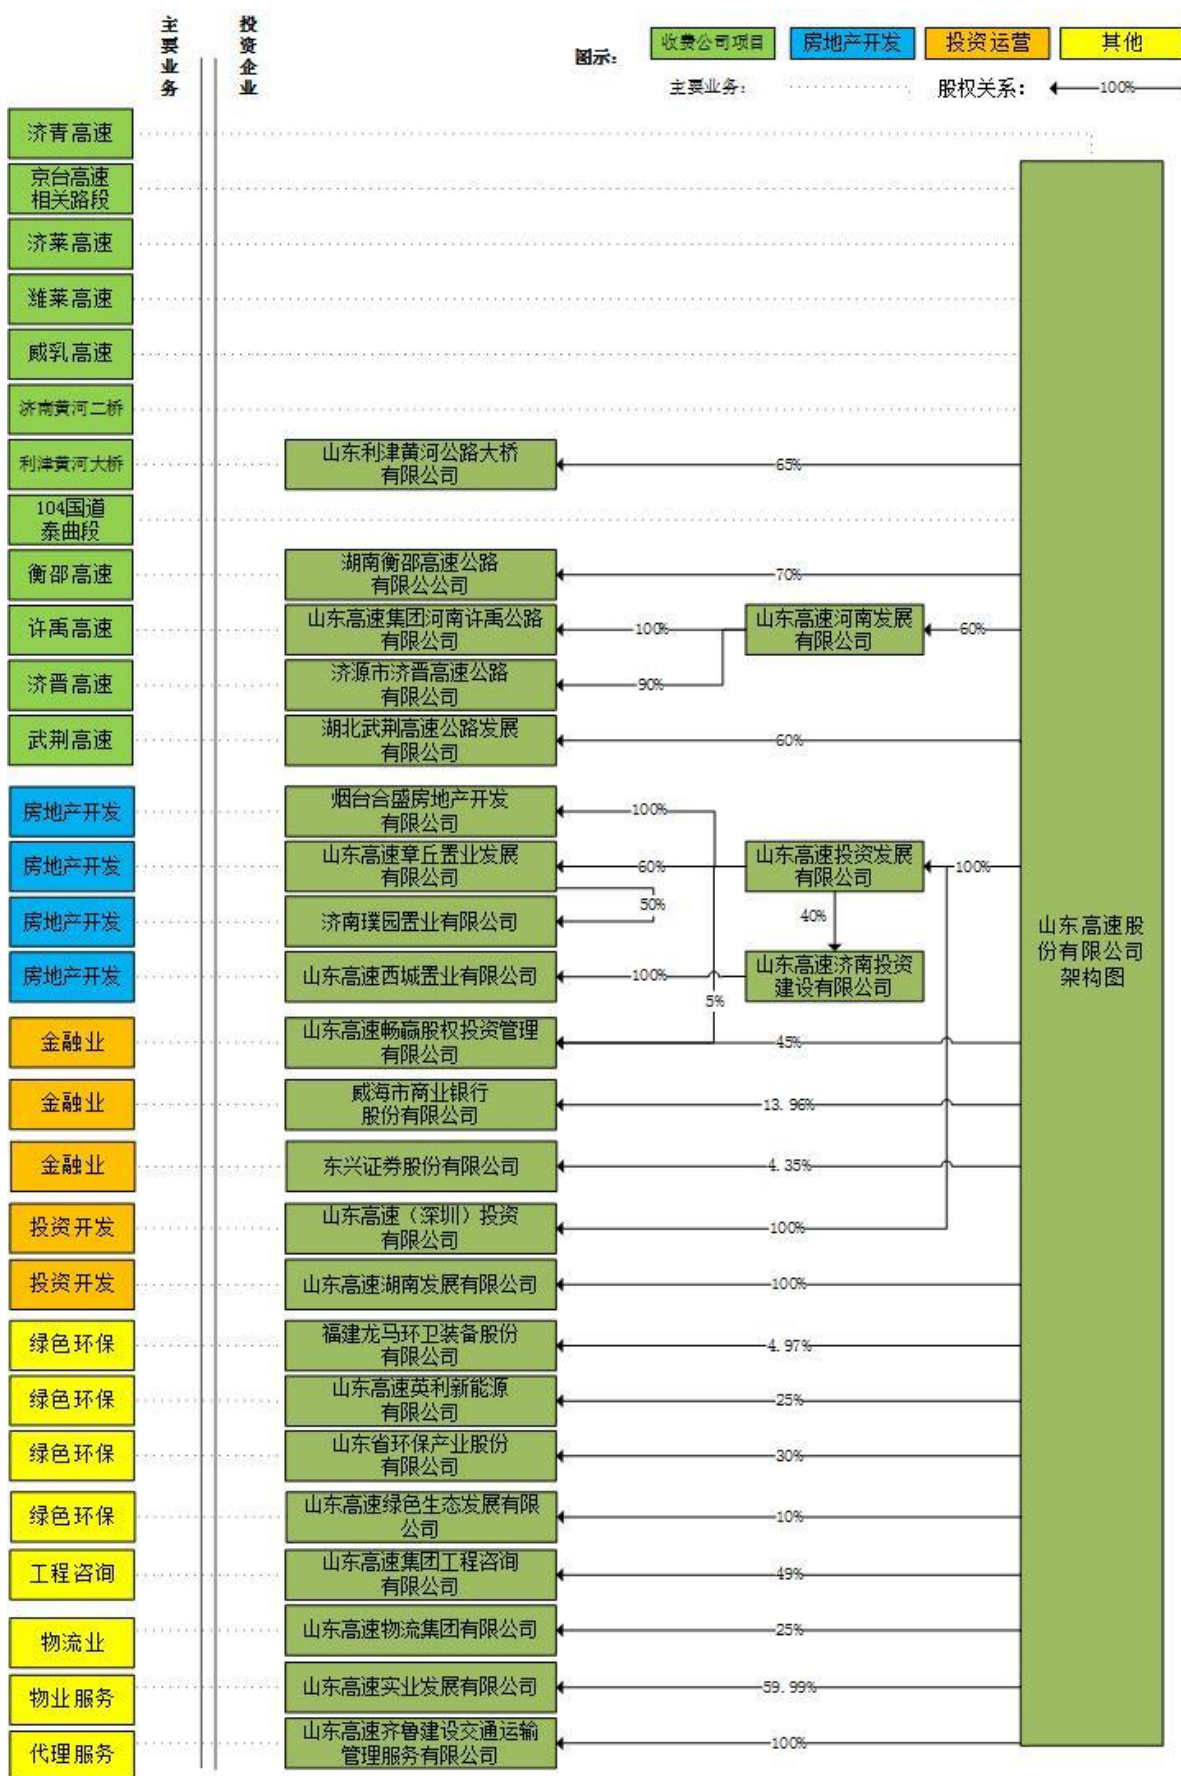 主要业务
投资企业
图示：
收费公司项目
房地产开发
投资运营
其他
主要业务：
股权关系：
100%
济青高速
京台高速
相关路段
济莱高速
潍莱高速
威乳高速
济南黄河二桥
利津黄河大桥
山东利津黄河公路大桥
有限公司
65%
104国道
泰曲段
衡邵高速
湖南衡邵高速公路
有限公公司
70%
许禹高速
山东高速集团河南许禹公路
有限公司
100%
山东高速河南发展
有限公司
60%
济晋高速
济源市济晋高速公路
有限公司
90%
武荆高速
湖北武荆高速公路发展
有限公司
60%
房地产开发
烟台合盛房地产开发
有限公司
100%
房地产开发
山东高速章丘置业发展
有限公司
60%
山东高速投资发展
有限公司
100%
50%
40%
房地产开发
济南璞园置业有限公司
房地产开发
山东高速西城置业有限公司
100%
山东高速济南投资
建设有限公司
5%
山东高速股
份有限公司
架构图
金融业
山东高速畅赢股权投资管理
有限公司
45%
金融业
威海市商业银行
股份有限公司
13.96%
金融业
东兴证券股份有限公司
4.35%
投资开发
山东高速（深圳）投资
有限公司
100%
投资开发
山东高速湖南发展有限公司
100%
绿色环保
福建龙马环卫装备股份
有限公司
4.97%
绿色环保
山东高速英利新能源
有限公司
25%
绿色环保
山东省环保产业股份
有限公司
30%
绿色环保
山东高速绿色生态发展有限
公司
10%
工程咨询
山东高速集团工程咨询
有限公司
49%
物流业
山东高速物流集团有限公司
25%
物业服务
山东高速实业发展有限公司
59.99%
代理服务
山东高速齐鲁建设交通运输
管理服务有限公司
100%